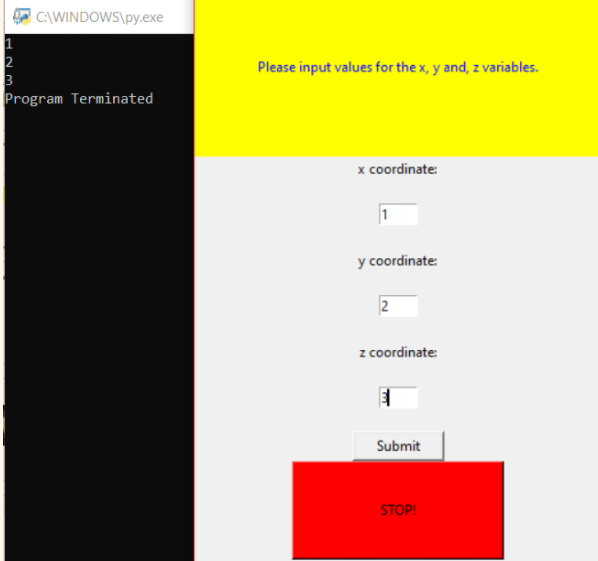 C:\WINDOWS\py.exe
1
2
3
Program Terminated
Please input values for the x, y and, z variables.
x coordinate:
1
y coordinate:
2
z coordinate:
3
Submit
STOP!